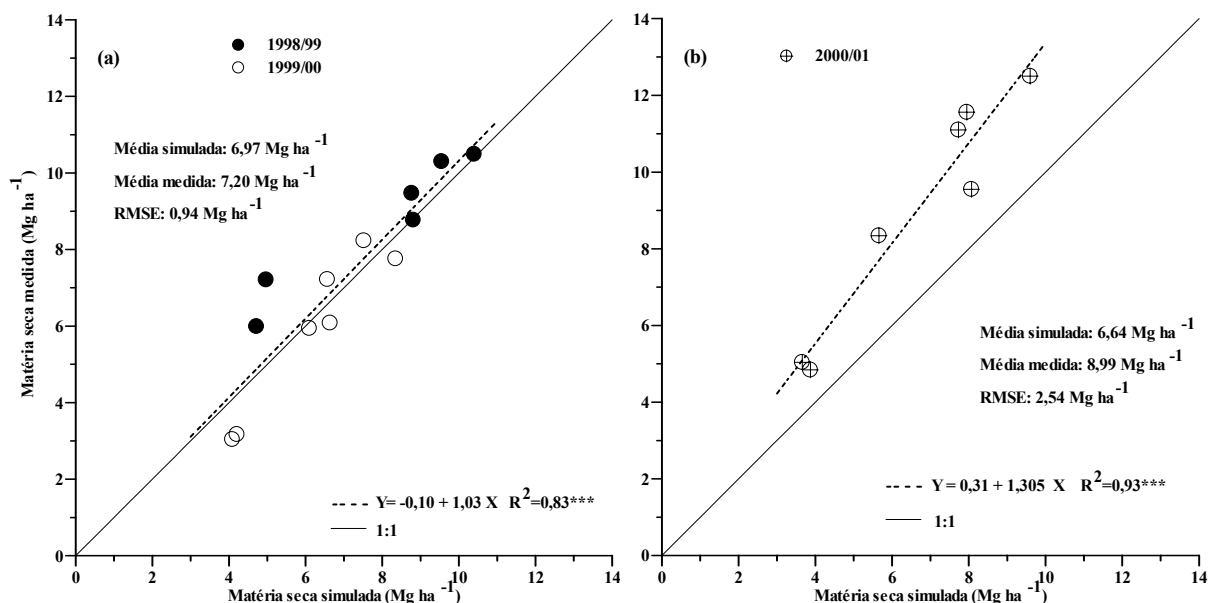 (a)
1998/99
1999/00
Média simulada: 6,97 Mg ha -1
Média medida: 7,20 Mg ha -1
RMSE: 0,94 Mg ha -1
Y= -0,10 + 1,03 X R2=0,83***
1:1
Matéria seca medida (Mg ha -1)
14
12
10
8
6
4
2
0
0 2 4 6 8 10 12 14
Matéria seca simulada (Mg ha -1)
(b)
2000/01
Média simulada: 6,64 Mg ha -1
Média medida: 8,99 Mg ha -1
RMSE: 2,54 Mg ha -1
Y = 0,31 + 1,305 X R2=0,93***
1:1
14
12
10
8
6
4
2
0
0 2 4 6 8 10 12 14
Matéria seca simulada (Mg ha -1)